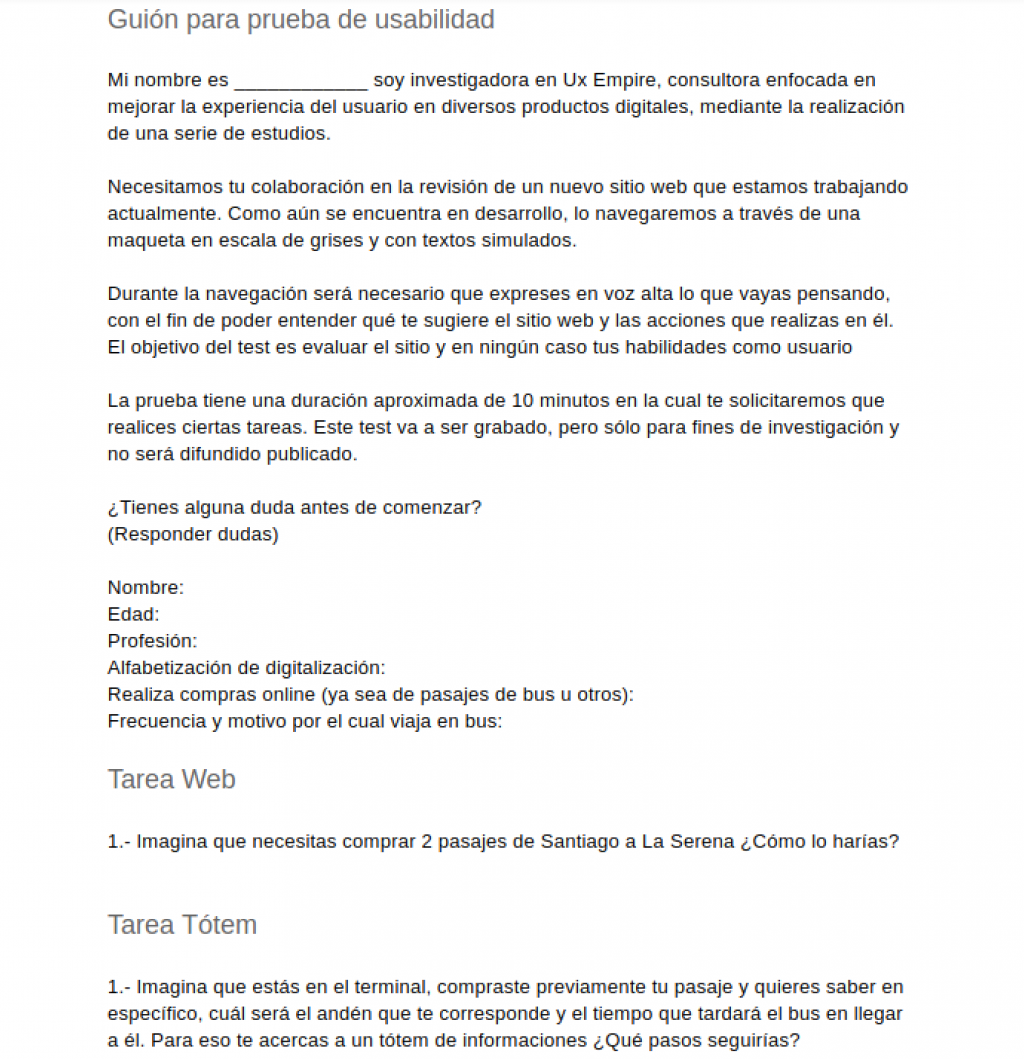 Guión para prueba de usabilidad
Mi nombre es ____________ soy investigadora en Ux Empire, consultora enfocada en
mejorar la experiencia del usuario en diversos productos digitales, mediante la realización
de una serie de estudios.
Necesitamos tu colaboración en la revisión de un nuevo sitio web que estamos trabajando
actualmente. Como aún se encuentra en desarrollo, lo navegaremos a través de una
maqueta en escala de grises y con textos simulados.
Durante la navegación será necesario que expreses en voz alta lo que vayas pensando,
con el fin de poder entender qué te sugiere el sitio web y las acciones que realizas en él.
El objetivo del test es evaluar el sitio y en ningún caso tus habilidades como usuario
La prueba tiene una duración aproximada de 10 minutos en la cual te solicitaremos que
realices ciertas tareas. Este test va a ser grabado, pero sólo para fines de investigación y
no será difundido publicado.
¿Tienes alguna duda antes de comenzar?
(Responder dudas)
Nombre:
Edad:
Profesión:
Alfabetización de digitalización:
Realiza compras online (ya sea de pasajes de bus u otros):
Frecuencia y motivo por el cual viaja en bus:
Tarea Web
1.- Imagina que necesitas comprar 2 pasajes de Santiago a La Serena ¿Cómo lo harías?
Tarea Tótem
1.- Imagina que estás en el terminal, compraste previamente tu pasaje y quieres saber en
específico, cuál será el andén que te corresponde y el tiempo que tardará el bus en llegar
a él. Para eso te acercas a un tótem de informaciones ¿Qué pasos seguirías?